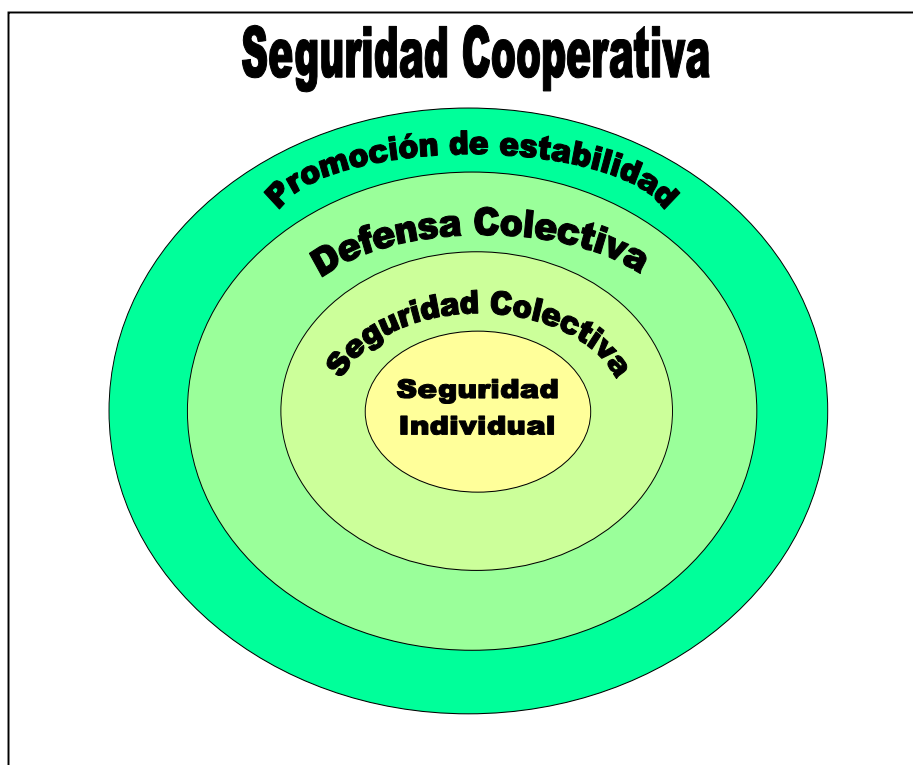 Seguridad Cooperativa
Promoción de estabilidad
Defensa Colectiva
Seguridad Colectiva
Seguridad
Individual